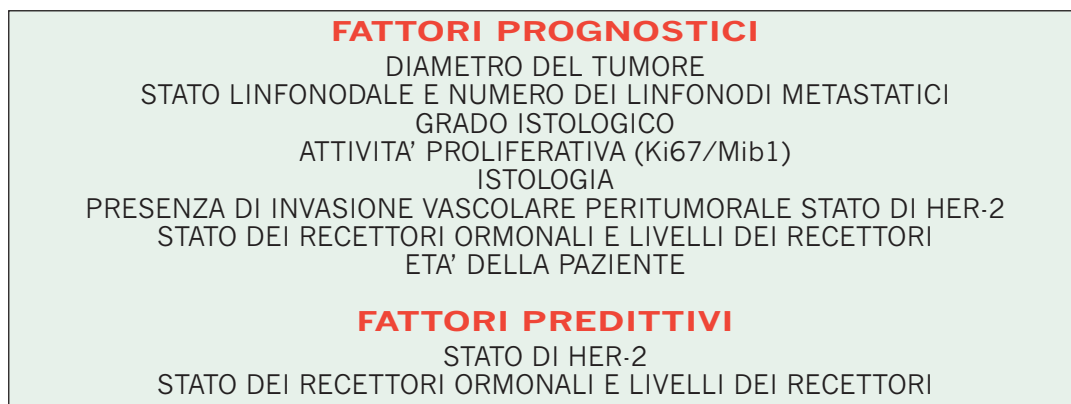 FATTORI PROGNOSTICI
DIAMETRO DEL TUMORE
STATO LINFONODALE E NUMERO DEI LINFONODI METASTATICI
GRADO ISTOLOGICO
ATTIVITA’ PROLIFERATIVA (Ki67/Mib1)
ISTOLOGIA
PRESENZA DI INVASIONE VASCOLARE PERITUMORALE STATO DI HER-2
STATO DEI RECETTORI ORMONALI E LIVELLI DEI RECETTORI
ETA’ DELLA PAZIENTE
FATTORI PREDITTIVI
STATO DI HER-2
STATO DEI RECETTORI ORMONALI E LIVELLI DEI RECETTORI